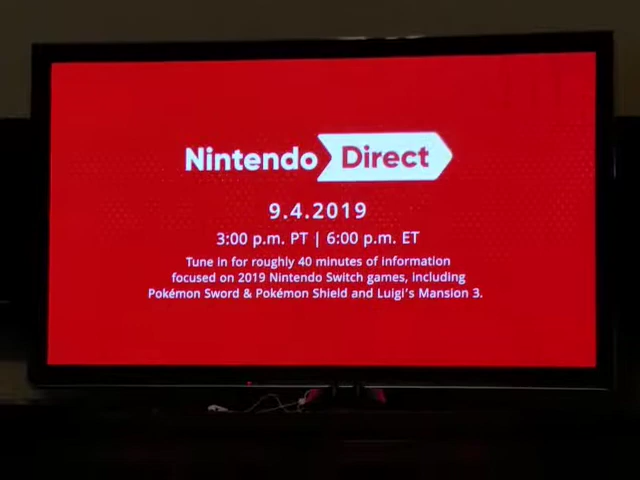 Nintendo Direct
9.4.2019
3:00 p.m. PT | 6:00 p.m. ET
Tune in for roughly 40 minutes of information
focused on 2019 Nintendo Switch games, including
Pokémon Sword & Pokémon Shield and Luigi's Mansion 3.